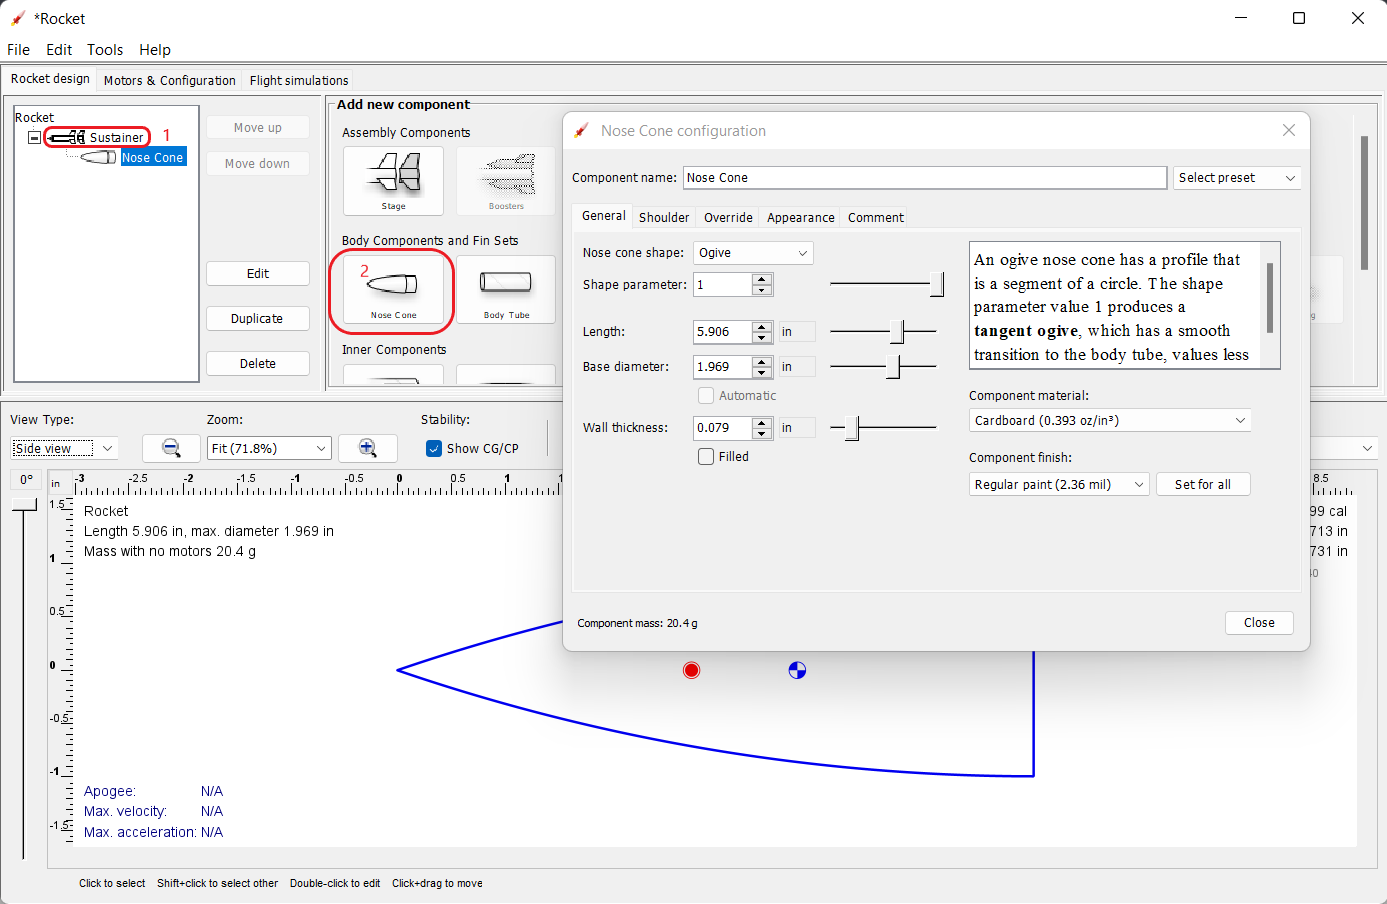 *Rocket
File Edit Tools Help
Rocket design Motors & Configuration Flight simulations
Rocket
Sustainer 1
Nose Cone
Move up
Move down
Edit
Duplicate
Delete
Add new component
Assembly Components
Stage Boosters
Body Components and Fin Sets
2
Nose Cone Body Tube
Inner Components
Nose Cone configuration
Component name: Nose Cone Select preset
General Shoulder Override Appearance Comment
Nose cone shape: Ogive
Shape parameter: 1
Length: 5.906 in
Base diameter: 1.969 in
Automatic
Wall thickness: 0.079 in
Filled
An ogive nose cone has a profile that
is a segment of a circle. The shape
parameter value 1 produces a
tangent ogive, which has a smooth
transition to the body tube, values less
Component material:
Cardboard (0.393 oz/in³)
Component finish:
Regular paint (2.36 mil) Set for all
Component mass: 20.4 g Close
View Type: Zoom: Stability:
Side view Fit (71.8%) Show CG/CP
0° in -3 -2.5 -2 -1.5 -1 -0.5 0 0.5 1 8.5
1.5
1
0.5
0
-0.5
-1
-1.5
Rocket
Length 5.906 in, max. diameter 1.969 in
Mass with no motors 20.4 g
99 cal
713 in
731 in
Apogee: N/A
Max. velocity: N/A
Max. acceleration: N/A
Click to select Shift+click to select other Double-click to edit Click+drag to move